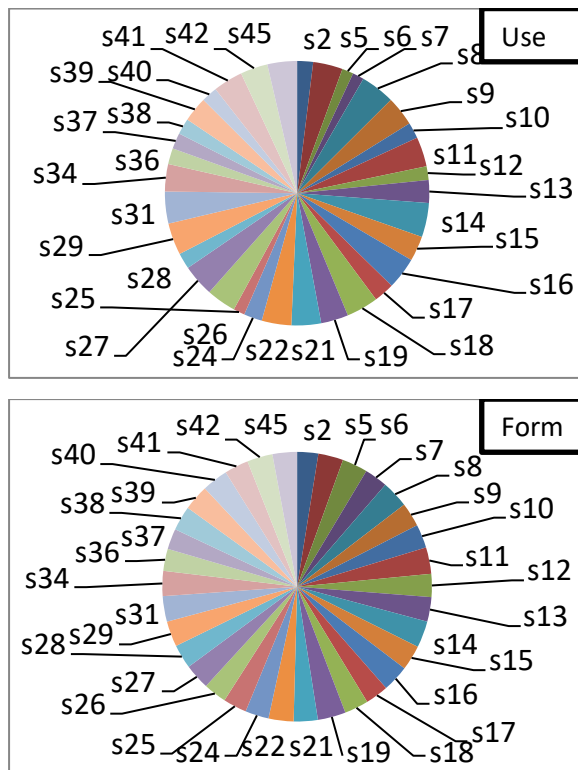 Use
s2
s5
s6
s7
s8
s9
s10
s11
s12
s13
s14
s15
s16
s17
s18
s19
s21
s22
s24
s26
s25
s27
s28
s29
s31
s34
s36
s37
s38
s39
s40
s41
s42
s45
Form
s2
s5
s6
s7
s8
s9
s10
s11
s12
s13
s14
s15
s16
s17
s18
s19
s21
s22
s24
s25
s26
s27
s28
s29
s31
s34
s36
s37
s38
s39
s40
s41
s42
s45